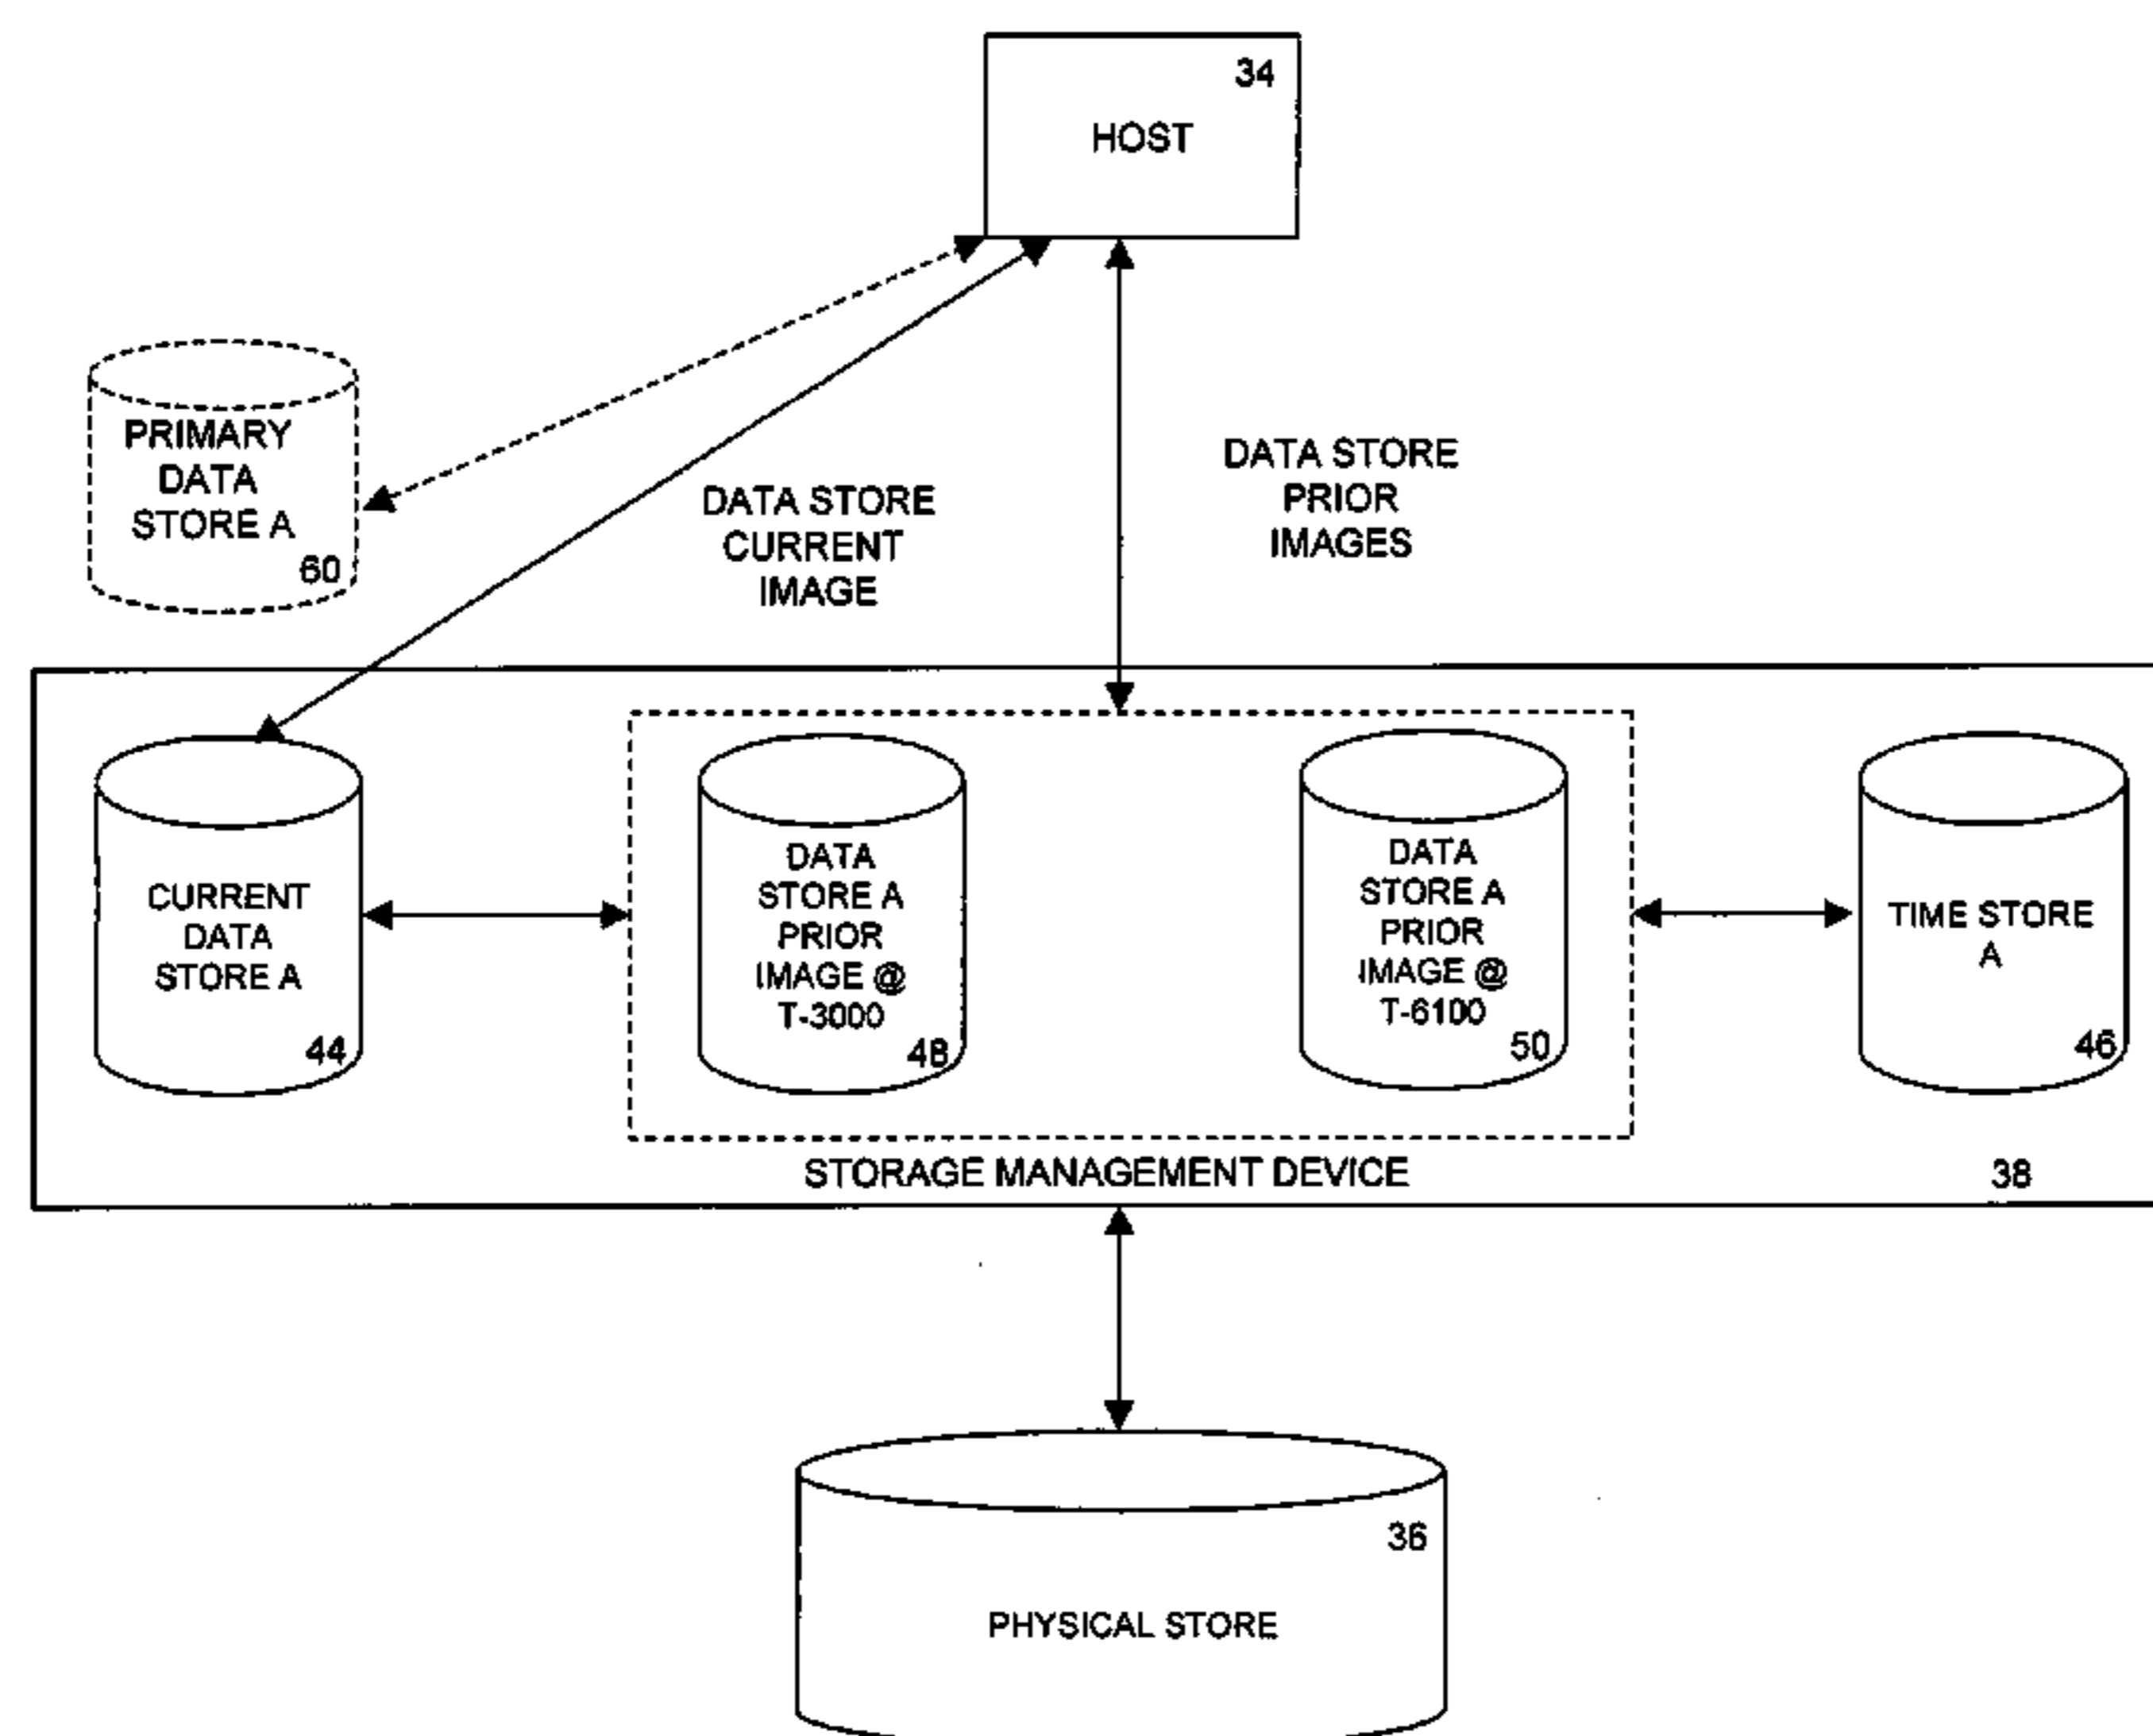 34
HOST
PRIMARY
DATA
STORE A
60
DATA STORE
CURRENT
IMAGE
DATA STORE
PRIOR
IMAGES
CURRENT
DATA
STORE A
44
DATA
STORE A
PRIOR
IMAGE @
T-3000
48
DATA
STORE A
PRIOR
IMAGE @
T-6100
50
TIME STORE
A
46
STORAGE MANAGEMENT DEVICE
38
36
PHYSICAL STORE